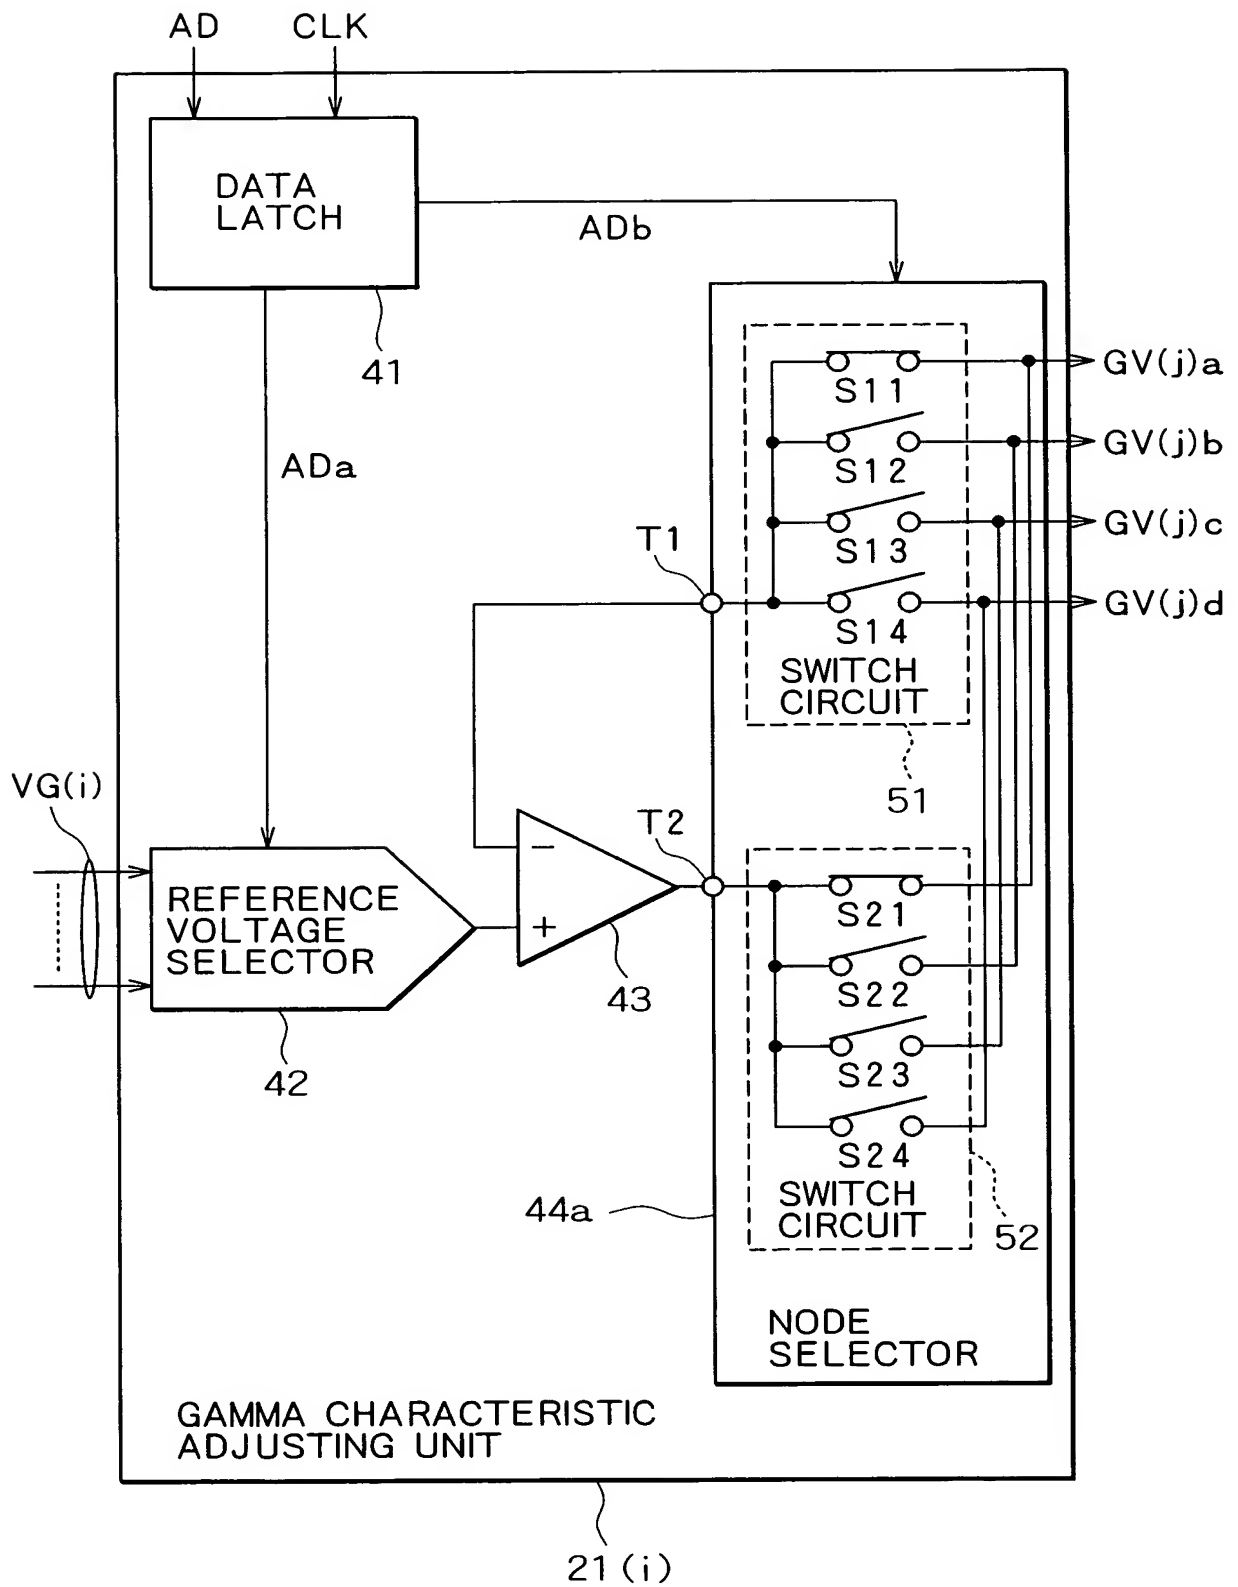 AD
CLK
DATA
LATCH
ADb
41
GV(j)a
S11
GV(j)b
ADa
S12
GV(j)c
T1
S13
GV(j)d
S14
SWITCH
CIRCUIT
VG(i)
51
T2
REFERENCE
VOLTAGE
SELECTOR
−
+
S21
43
S22
42
S23
S24
44a
SWITCH
CIRCUIT
52
NODE
SELECTOR
GAMMA CHARACTERISTIC
ADJUSTING UNIT
21(i)